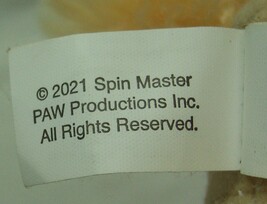 © 2021 Spin Master
PAW Productions Inc.
All Rights Reserved.